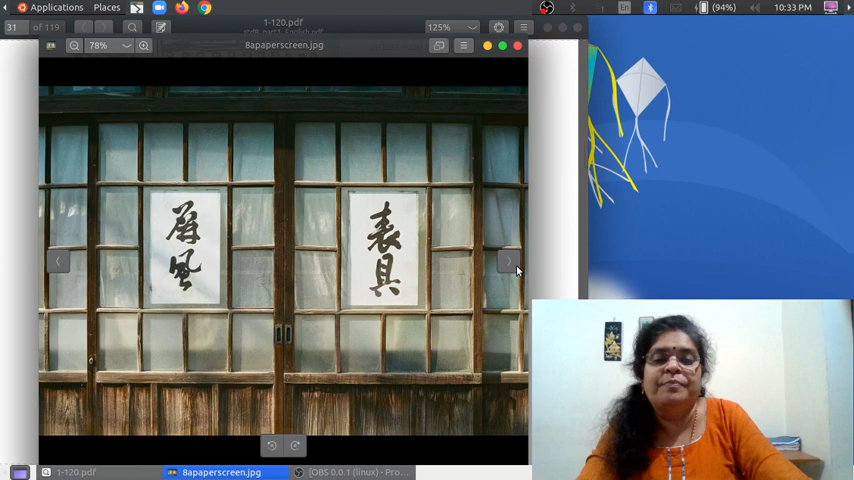 Applications
Places
En
(94%)
10:33 PM
31
of 119
1-120.pdf
125%
78%
8apaperscreen.jpg
屏風
表具
1-120.pdf
8apaperscreen.jpg
[OBS 0.0.1 (linux) - Pro...